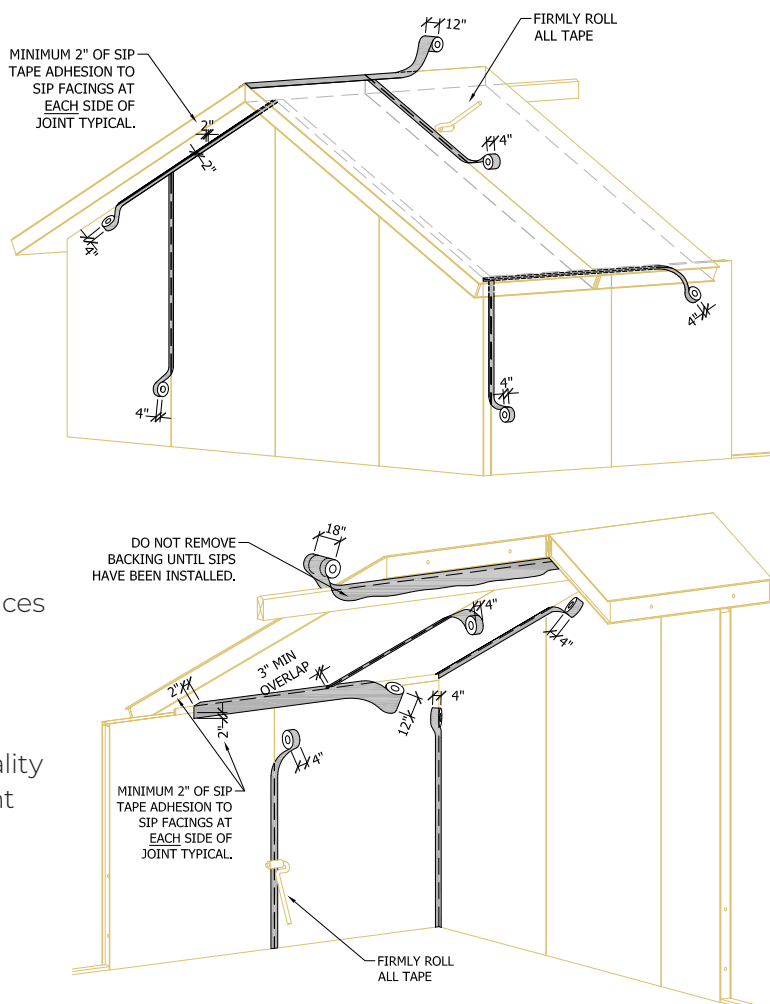 12"
FIRMLY ROLL
ALL TAPE
MINIMUM 2" OF SIP
TAPE ADHESION TO
SIP FACINGS AT
EACH SIDE OF
JOINT TYPICAL.
2"
2"
4"
4"
4"
4"
4"
18"
DO NOT REMOVE
BACKING UNTIL SIPS
HAVE BEEN INSTALLED.
ces
4"
4"
3" MIN
OVERLAP
2"
4"
12"
2"
4"
ality
nt
MINIMUM 2" OF SIP
TAPE ADHESION TO
SIP FACINGS AT
EACH SIDE OF
JOINT TYPICAL.
FIRMLY ROLL
ALL TAPE